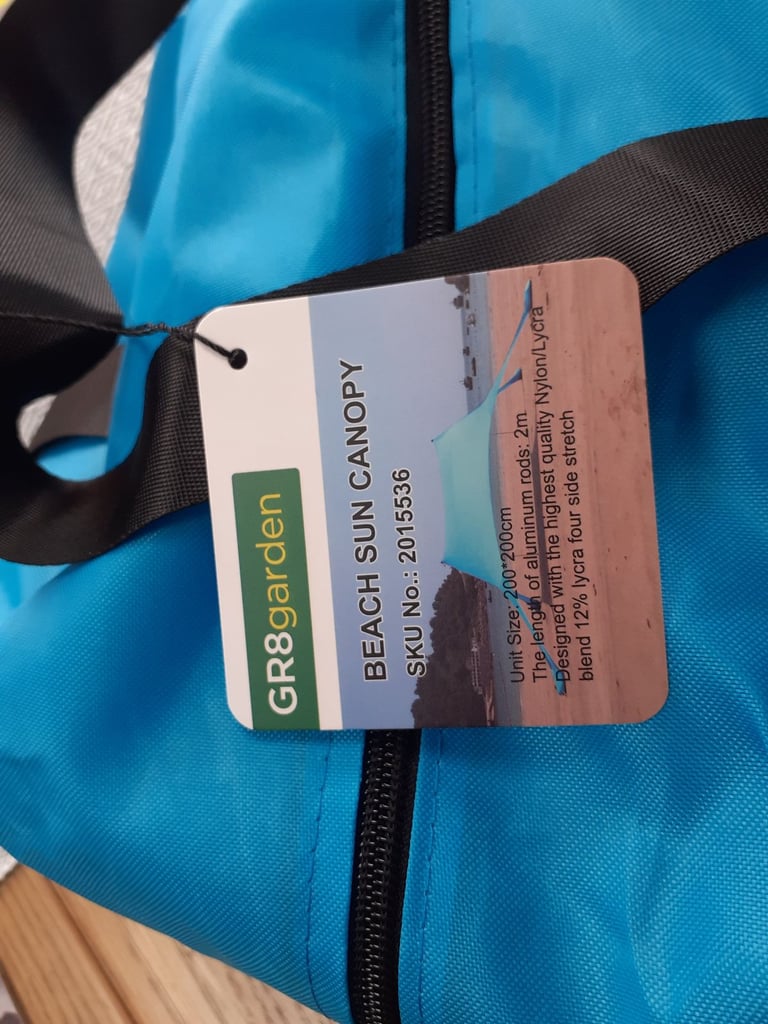 GR8garden
BEACH SUN CANOPY
SKU No.: 2015536
Unit Size: 200*200cm
The length of aluminum rods: 2m
Designed with the highest quality Nylon/Lycra
blend 12% lycra four side stretch